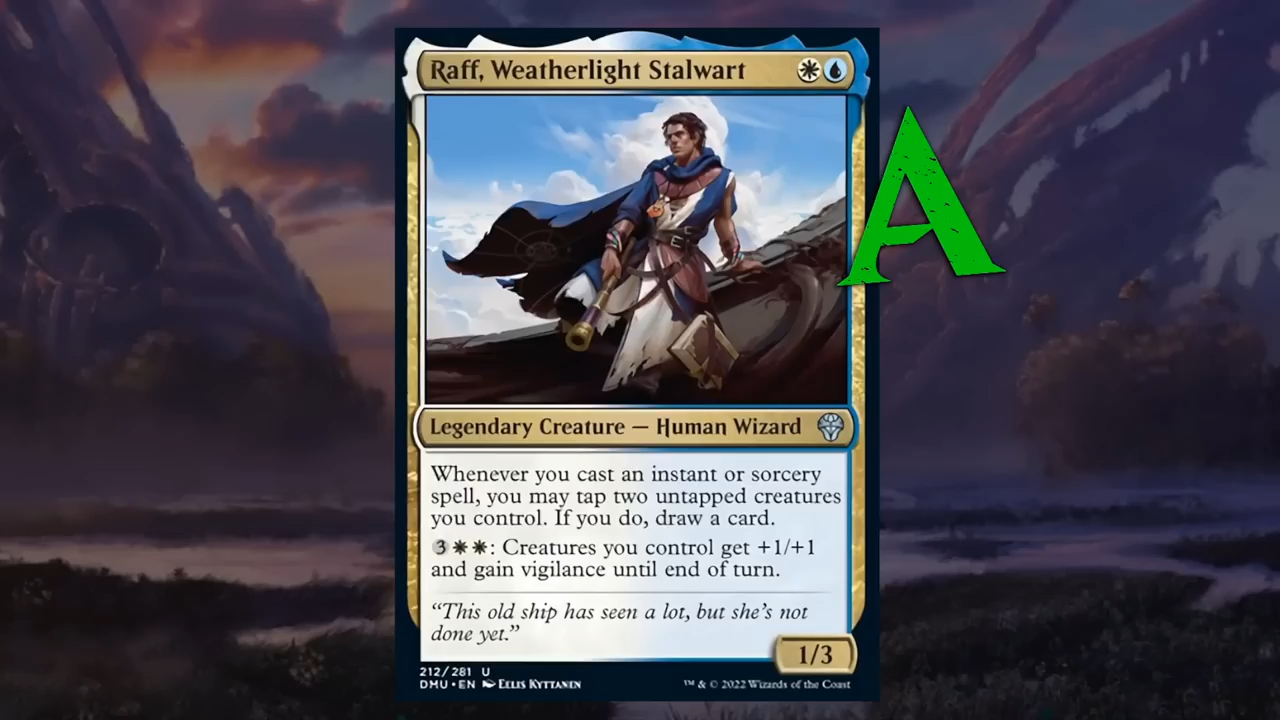 Raff, Weatherlight Stalwart
A
Legendary Creature — Human Wizard
Whenever you cast an instant or sorcery
spell, you may tap two untapped creatures
you control. If you do, draw a card.
3: Creatures you control get +1/+1
and gain vigilance until end of turn.
“This old ship has seen a lot, but she’s not
done yet.”
1/3
212/281 U
DMU • EN Eelis Kyttanen
™ & © 2022 Wizards of the Coast